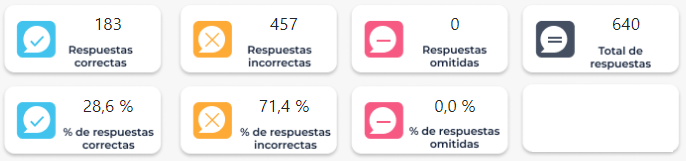 183
Respuestas
correctas
457
Respuestas
incorrectas
0
Respuestas
omitidas
640
Total de
respuestas
28,6 %
% de respuestas
correctas
71,4 %
% de respuestas
incorrectas
0,0 %
% de respuestas
omitidas